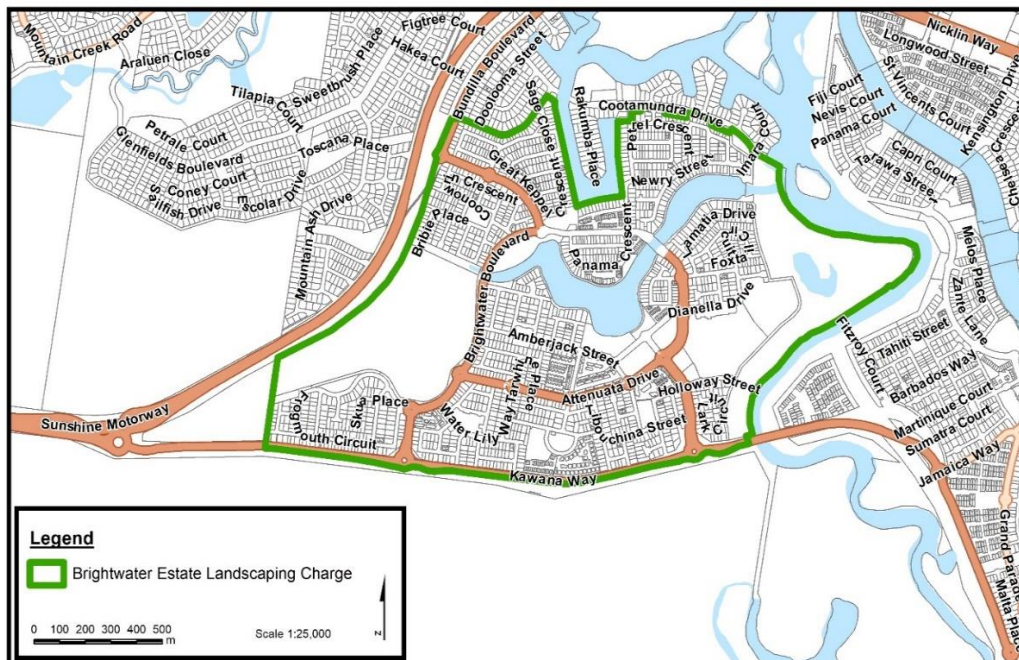 Mountain Creek Road
Araluen Close
Figtree Court
Hakea Court
Bundilla Boulevard
Doolooma Street
Tilapia Court
Sweetbrush Place
Petrale Court
Glenfields Boulevard
Coney Court
Sailfish Drive
Escolar Drive
Toscana Place
Mountain Ash Drive
Sage Close
Rakumba Place
Cootamundra Drive
Petrel Crescent
Newry Street
Imara Court
Great Keppel
Crescent
Place
Bribie
Brightwater Boulevard
Panama
Crescent
Lamatia Drive
Foxta
Dianella Drive
Amberjack Street
Attenuata Drive
Holloway Street
Place
Frogmouth Circuit
Water Lily
Way
Kawana Way
Sunshine Motorway
Nicklin Way
Longwood Street
St Vincents Court
Kensington Drive
Fiji Court
Nevis Court
Panama Court
Capri Court
Tarawa Street
Melos Place
Zante Lane
Fitzroy Court
Tahiti Street
Barbados Way
Martinique Court
Sumatra Court
Jamaica Way
Grand Parade
Malta Place
Legend
Brightwater Estate Landscaping Charge
0 100 200 300 400 500
m
Scale 1:25,000